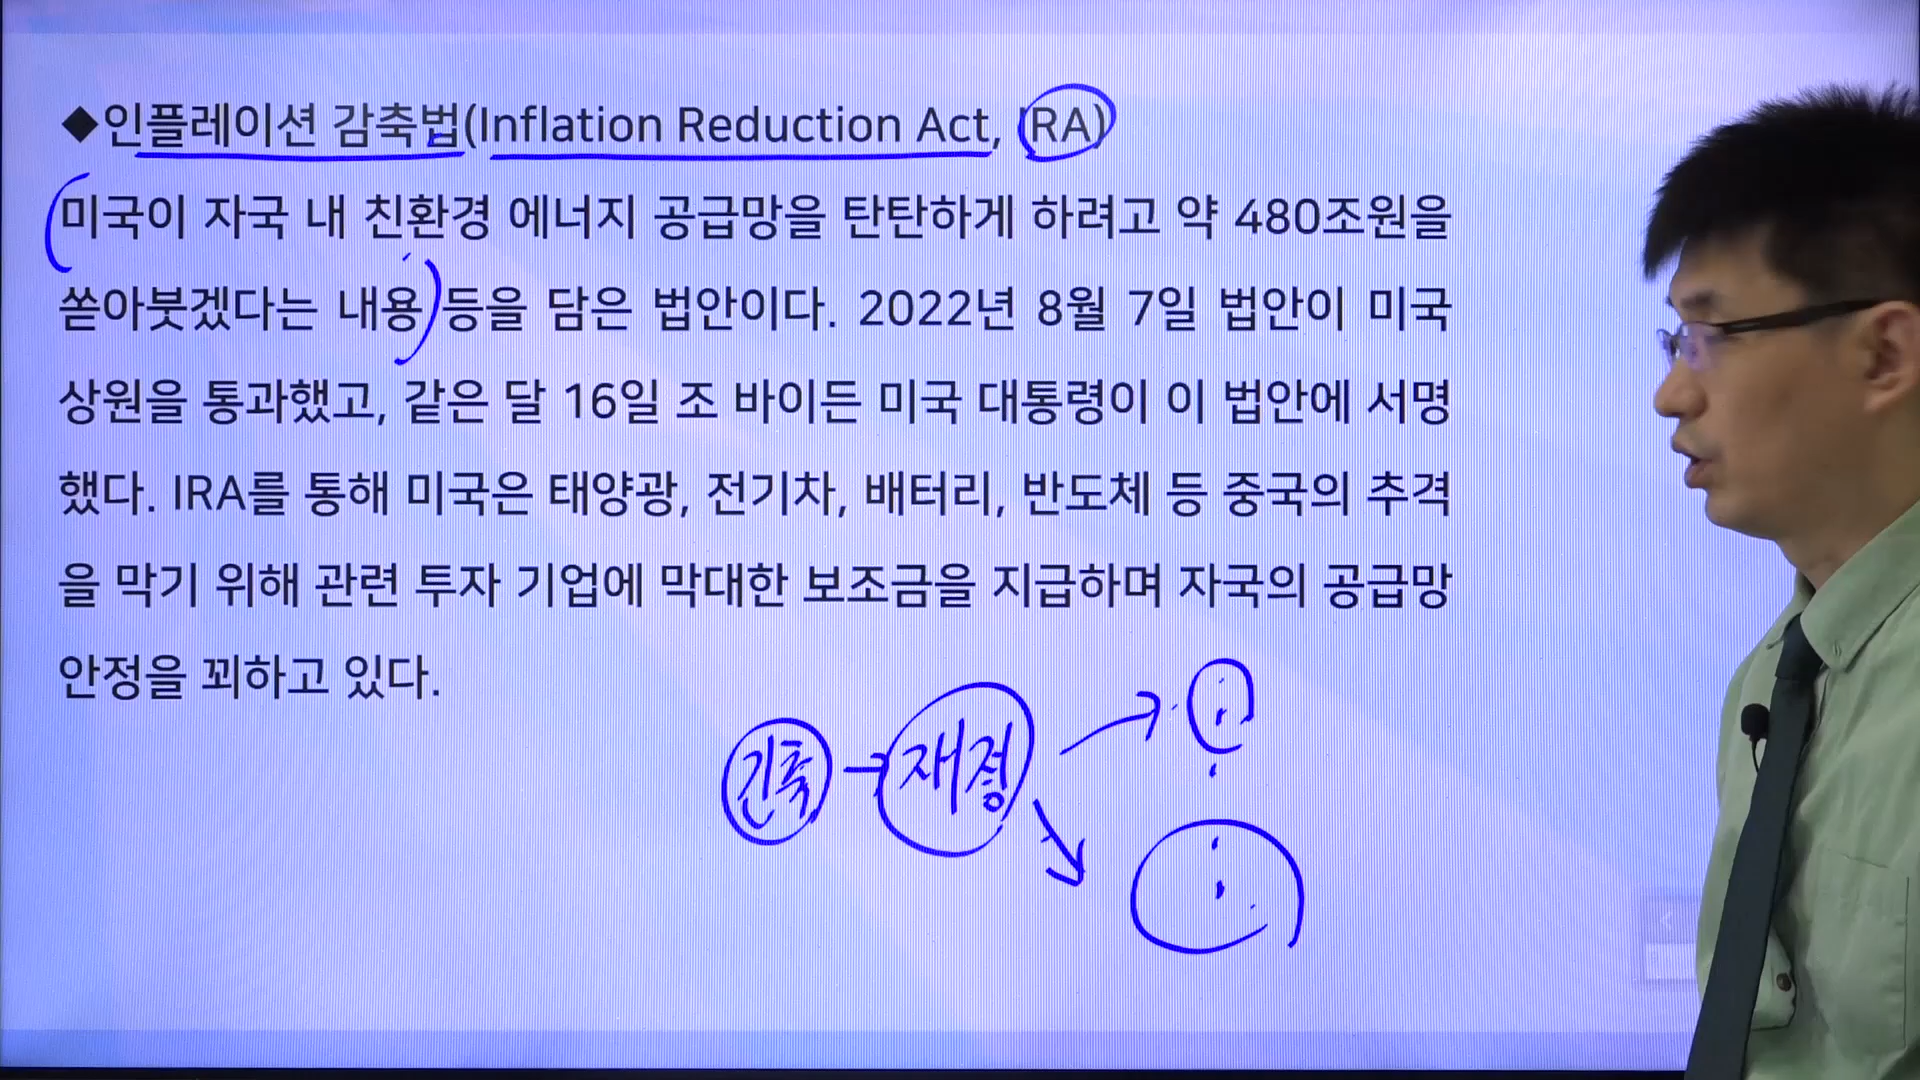 ◆인플레이션 감축법(Inflation Reduction Act, IRA)
미국이 자국 내 친환경 에너지 공급망을 탄탄하게 하려고 약 480조원을
쏟아붓겠다는 내용 등을 담은 법안이다. 2022년 8월 7일 법안이 미국
상원을 통과했고, 같은 달 16일 조 바이든 미국 대통령이 이 법안에 서명
했다. IRA를 통해 미국은 태양광, 전기차, 배터리, 반도체 등 중국의 추격
을 막기 위해 관련 투자 기업에 막대한 보조금을 지급하며 자국의 공급망
안정을 꾀하고 있다.
긴축 → 재정